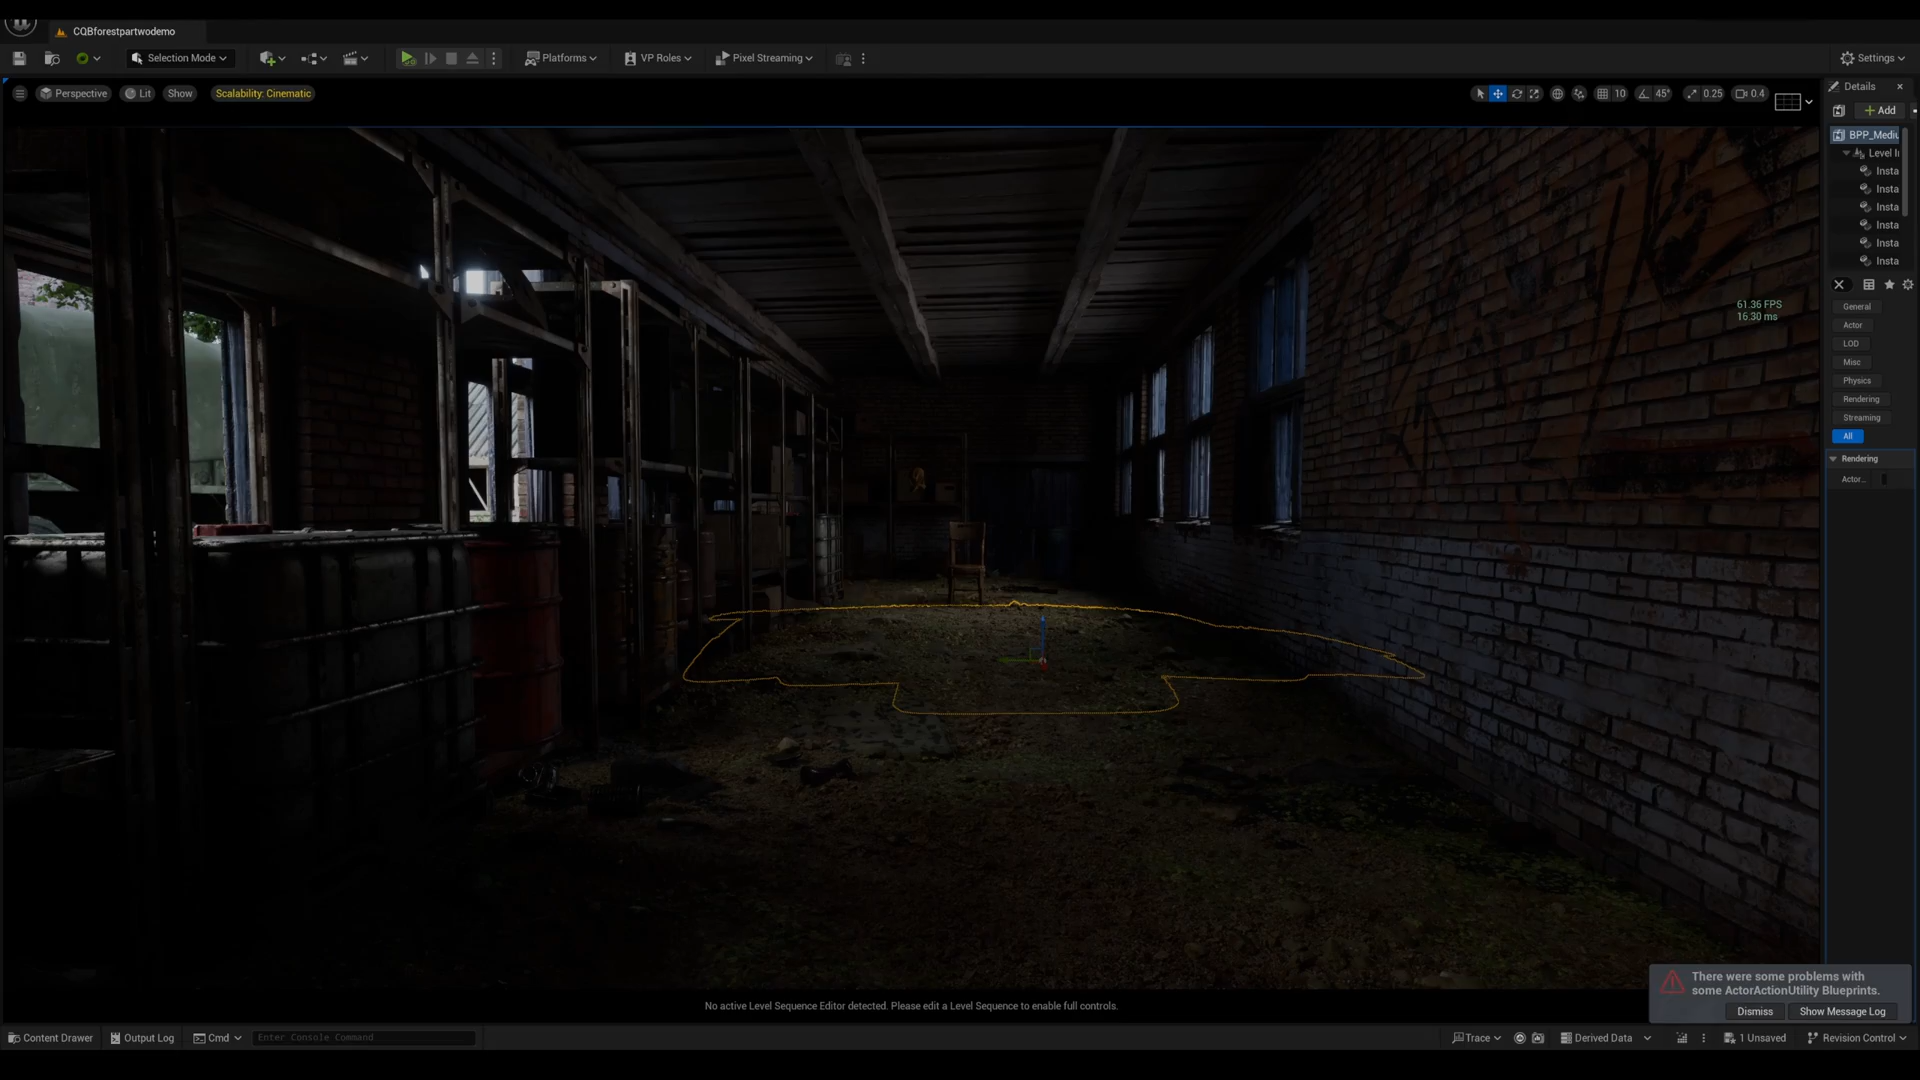 CQBforestpartwodemo
Selection Mode
Platforms
VP Roles
Pixel Streaming
Settings
Perspective
Lit
Show
Scalability: Cinematic
10
45°
0.25
0.4
Details
Add
BPP_Mediu
Level I
Insta
Insta
Insta
Insta
Insta
Insta
General
Actor
LOD
Misc
Physics
Rendering
Streaming
All
Rendering
Actor...
61.36 FPS
16.30 ms
There were some problems with
some ActorActionUtility Blueprints.
Dismiss
Show Message Log
No active Level Sequence Editor detected. Please edit a Level Sequence to enable full controls.
Content Drawer
Output Log
Cmd
Enter Console Command
Trace
Derived Data
1 Unsaved
Revision Control